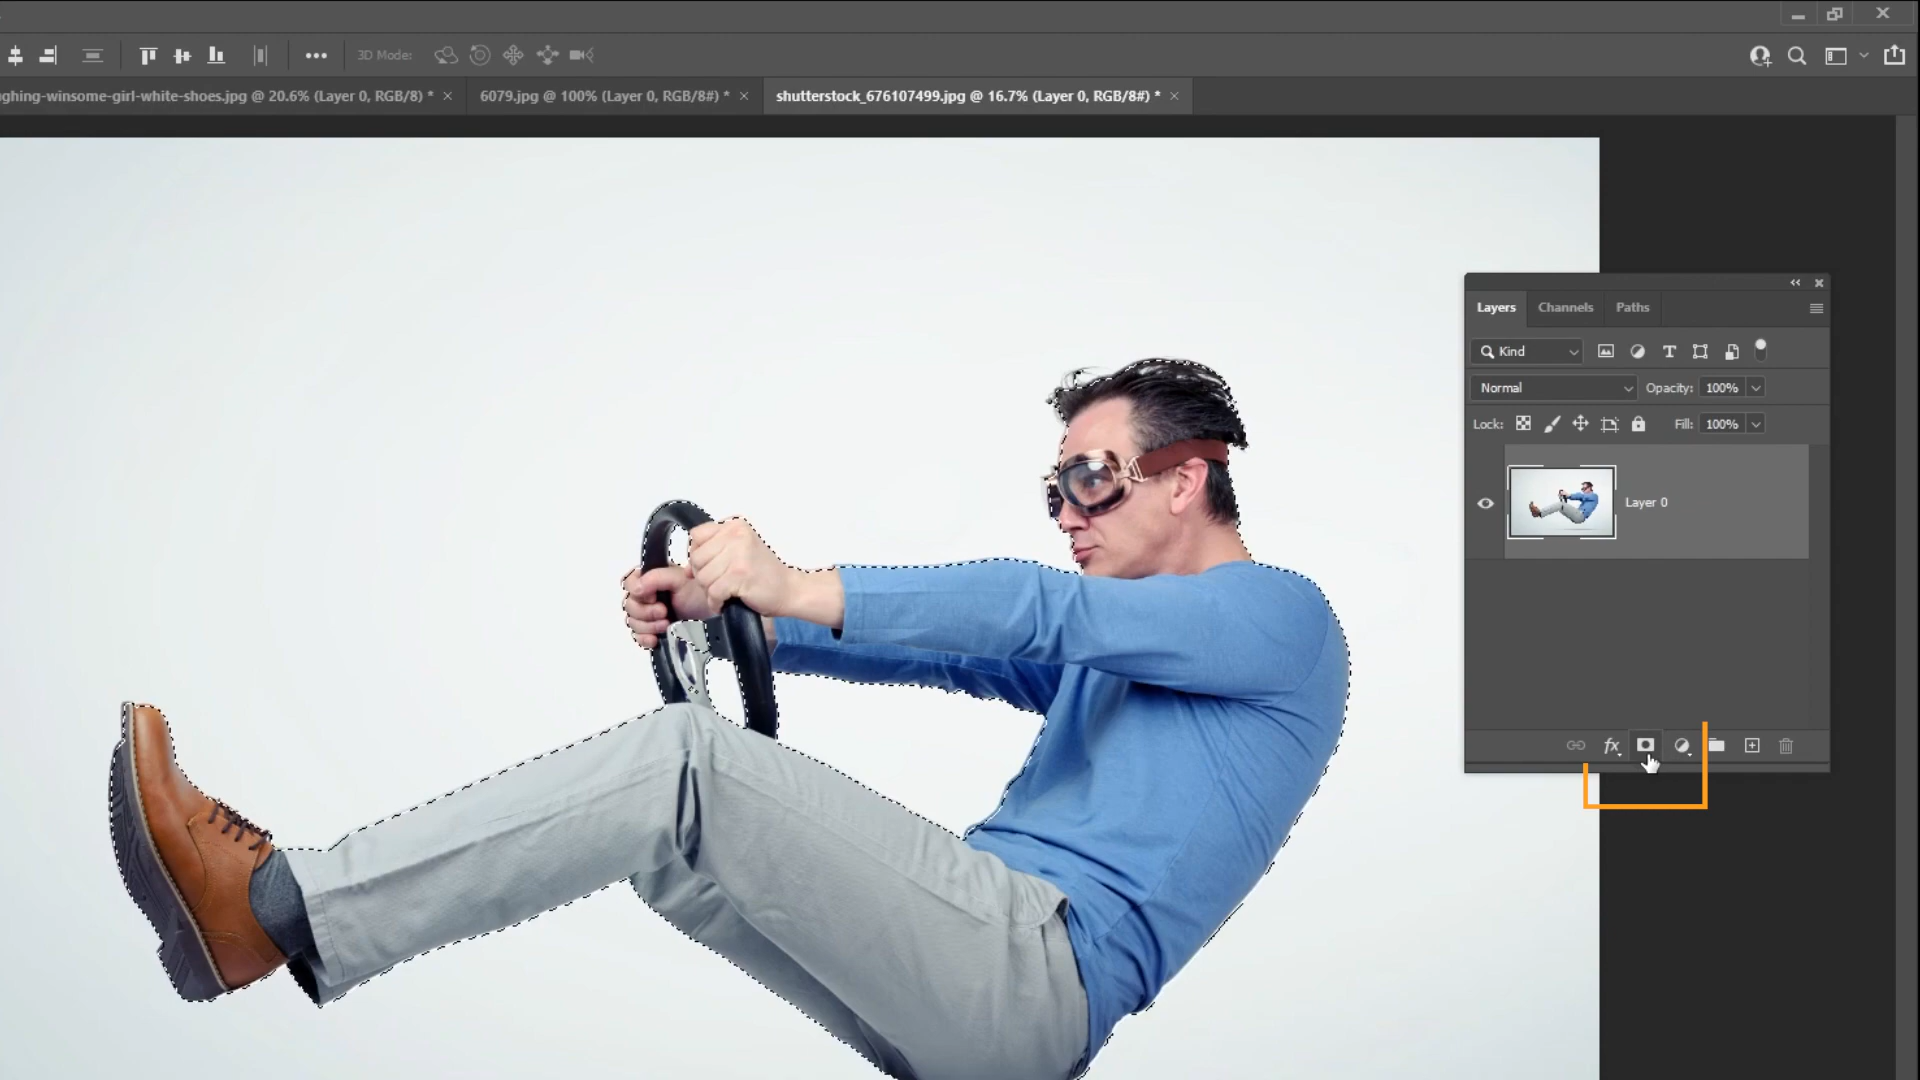 3D Mode:
ghing-winsome-girl-white-shoes.jpg @ 20.6% (Layer 0, RGB/8) * ×
6079.jpg @ 100% (Layer 0, RGB/8#) * ×
shutterstock_676107499.jpg @ 16.7% (Layer 0, RGB/8#) * ×
Layers Channels Paths
Kind
Normal Opacity: 100%
Lock: Fill: 100%
Layer 0
fx